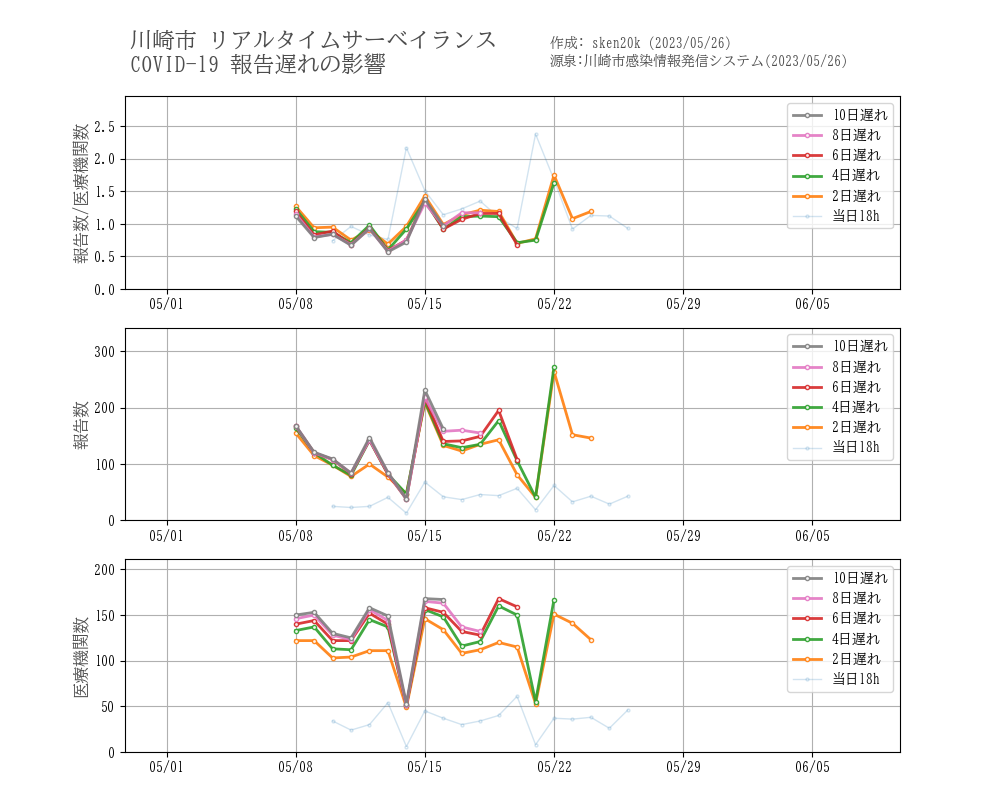 川崎市 リアルタイムサーベイランス
COVID-19 報告遅れの影響
作成: sken20k (2023/05/26)
源泉:川崎市感染情報発信システム(2023/05/26)
報告数/医療機関数
2.5
2.0
1.5
1.0
0.5
0.0
05/01 05/08 05/15 05/22 05/29 06/05
10日遅れ
8日遅れ
6日遅れ
4日遅れ
2日遅れ
当日18h
報告数
300
200
100
0
05/01 05/08 05/15 05/22 05/29 06/05
10日遅れ
8日遅れ
6日遅れ
4日遅れ
2日遅れ
当日18h
医療機関数
200
150
100
50
0
05/01 05/08 05/15 05/22 05/29 06/05
10日遅れ
8日遅れ
6日遅れ
4日遅れ
2日遅れ
当日18h